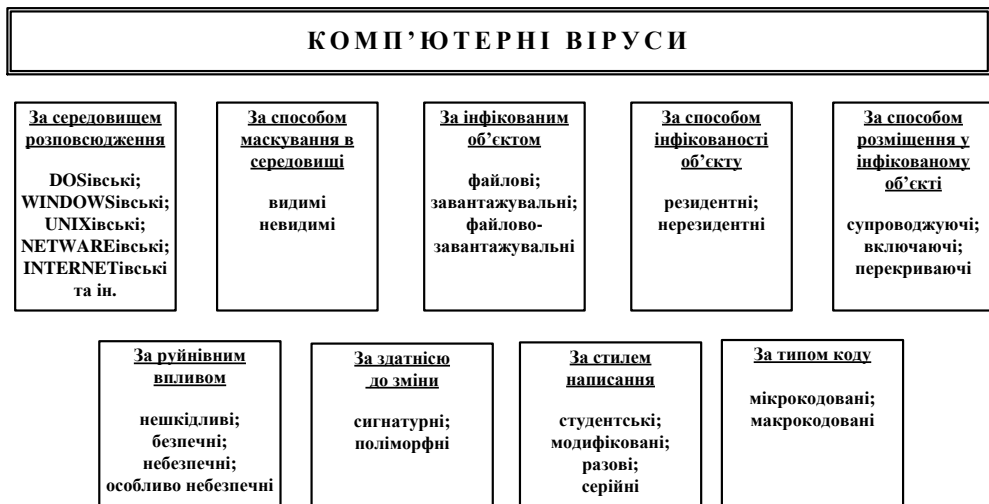 КОМП’ЮТЕРНІ ВІРУСИ
За середовищем
розповсюдження
DOSівські;
WINDOWSівські;
UNIXівські;
NETWAREівські;
INTERNETівські
та ін.
За способом
маскування в
середовищі
видимі
невидимі
За інфікованим
об’єктом
файлові;
завантажувальні;
файлово-
завантажувальні
За способом
інфікованості
об’єкту
резидентні;
нерезидентні
За способом
розміщення у
інфікованому
об’єкті
супроводжуючі;
включаючі;
перекриваючі
За руйнівним
впливом
нешкідливі;
безпечні;
небезпечні;
особливо небезпечні
За здатнісю
до зміни
сигнатурні;
поліморфні
За стилем
написання
студентські;
модифіковані;
разові;
серійні
За типом коду
мікрокодовані;
макрокодовані